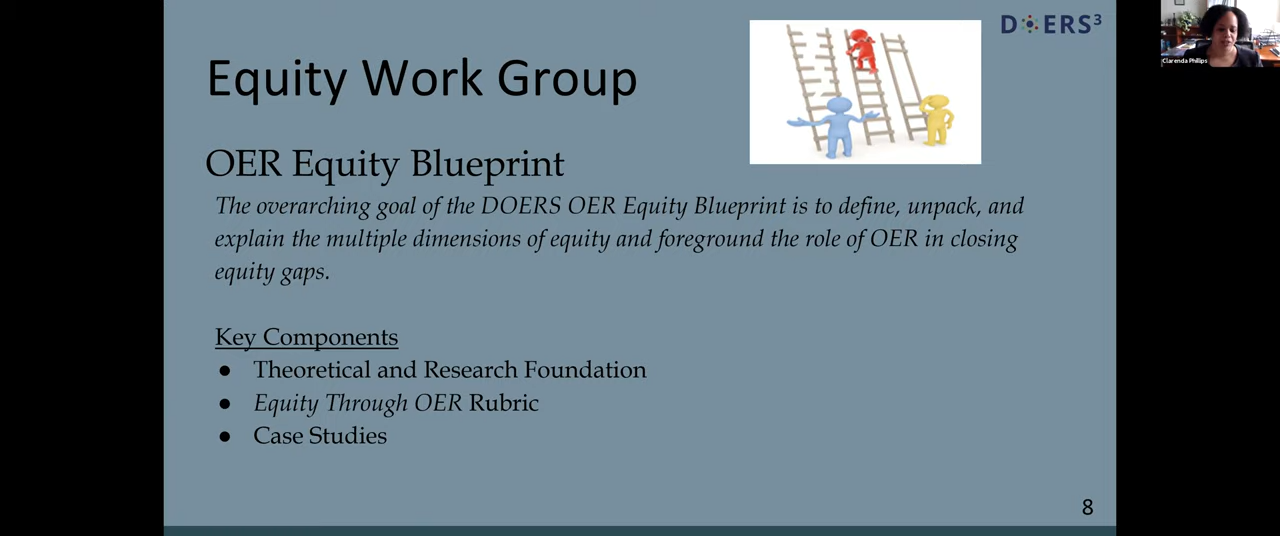 DOERS³
Clarenda Phillips
Equity Work Group
OER Equity Blueprint
The overarching goal of the DOERS OER Equity Blueprint is to define, unpack, and
explain the multiple dimensions of equity and foreground the role of OER in closing
equity gaps.
Key Components
● Theoretical and Research Foundation
● Equity Through OER Rubric
● Case Studies
8